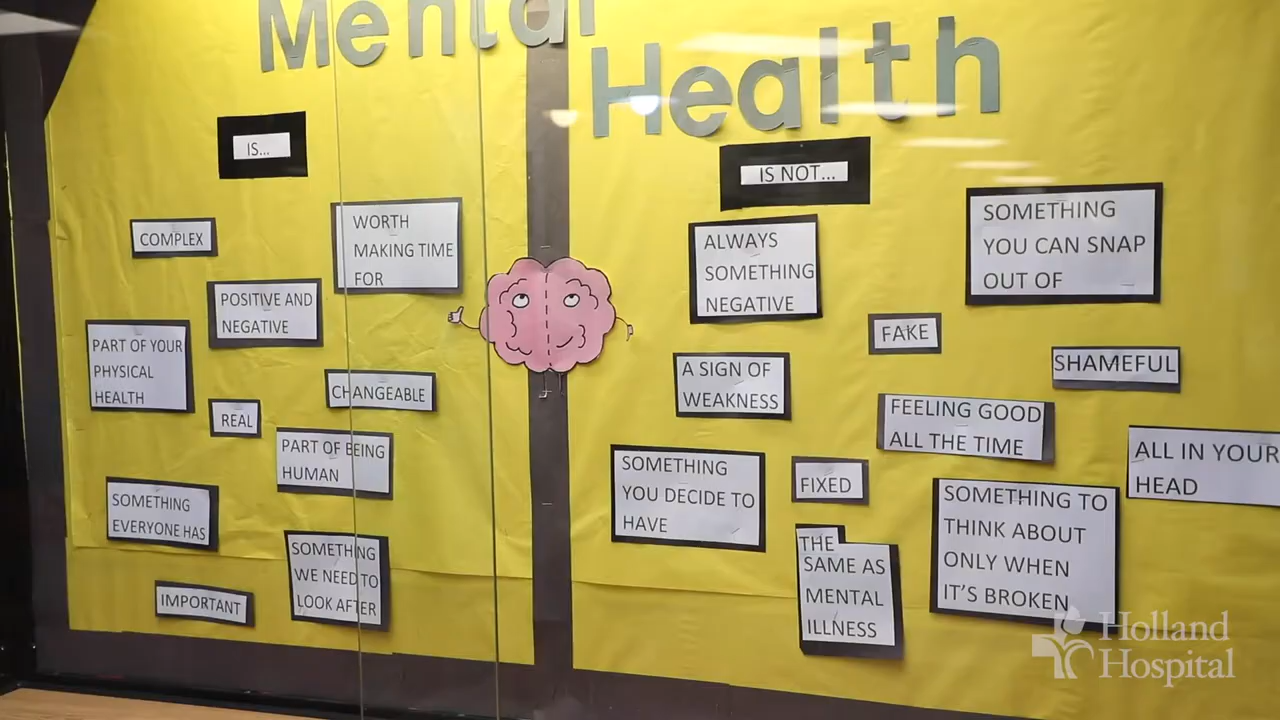 Mental
Health
IS...
COMPLEX
WORTH
MAKING TIME
FOR
POSITIVE AND
NEGATIVE
PART OF YOUR
PHYSICAL
HEALTH
CHANGEABLE
REAL
PART OF BEING
HUMAN
SOMETHING
EVERYONE HAS
SOMETHING
WE NEED TO
LOOK AFTER
IMPORTANT
IS NOT...
ALWAYS
SOMETHING
NEGATIVE
SOMETHING
YOU CAN SNAP
OUT OF
FAKE
SHAMEFUL
A SIGN OF
WEAKNESS
FEELING GOOD
ALL THE TIME
ALL IN YOUR
HEAD
SOMETHING
YOU DECIDE TO
HAVE
FIXED
SOMETHING TO
THINK ABOUT
ONLY WHEN
IT'S BROKEN
THE
SAME AS
MENTAL
ILLNESS
Holland
Hospital